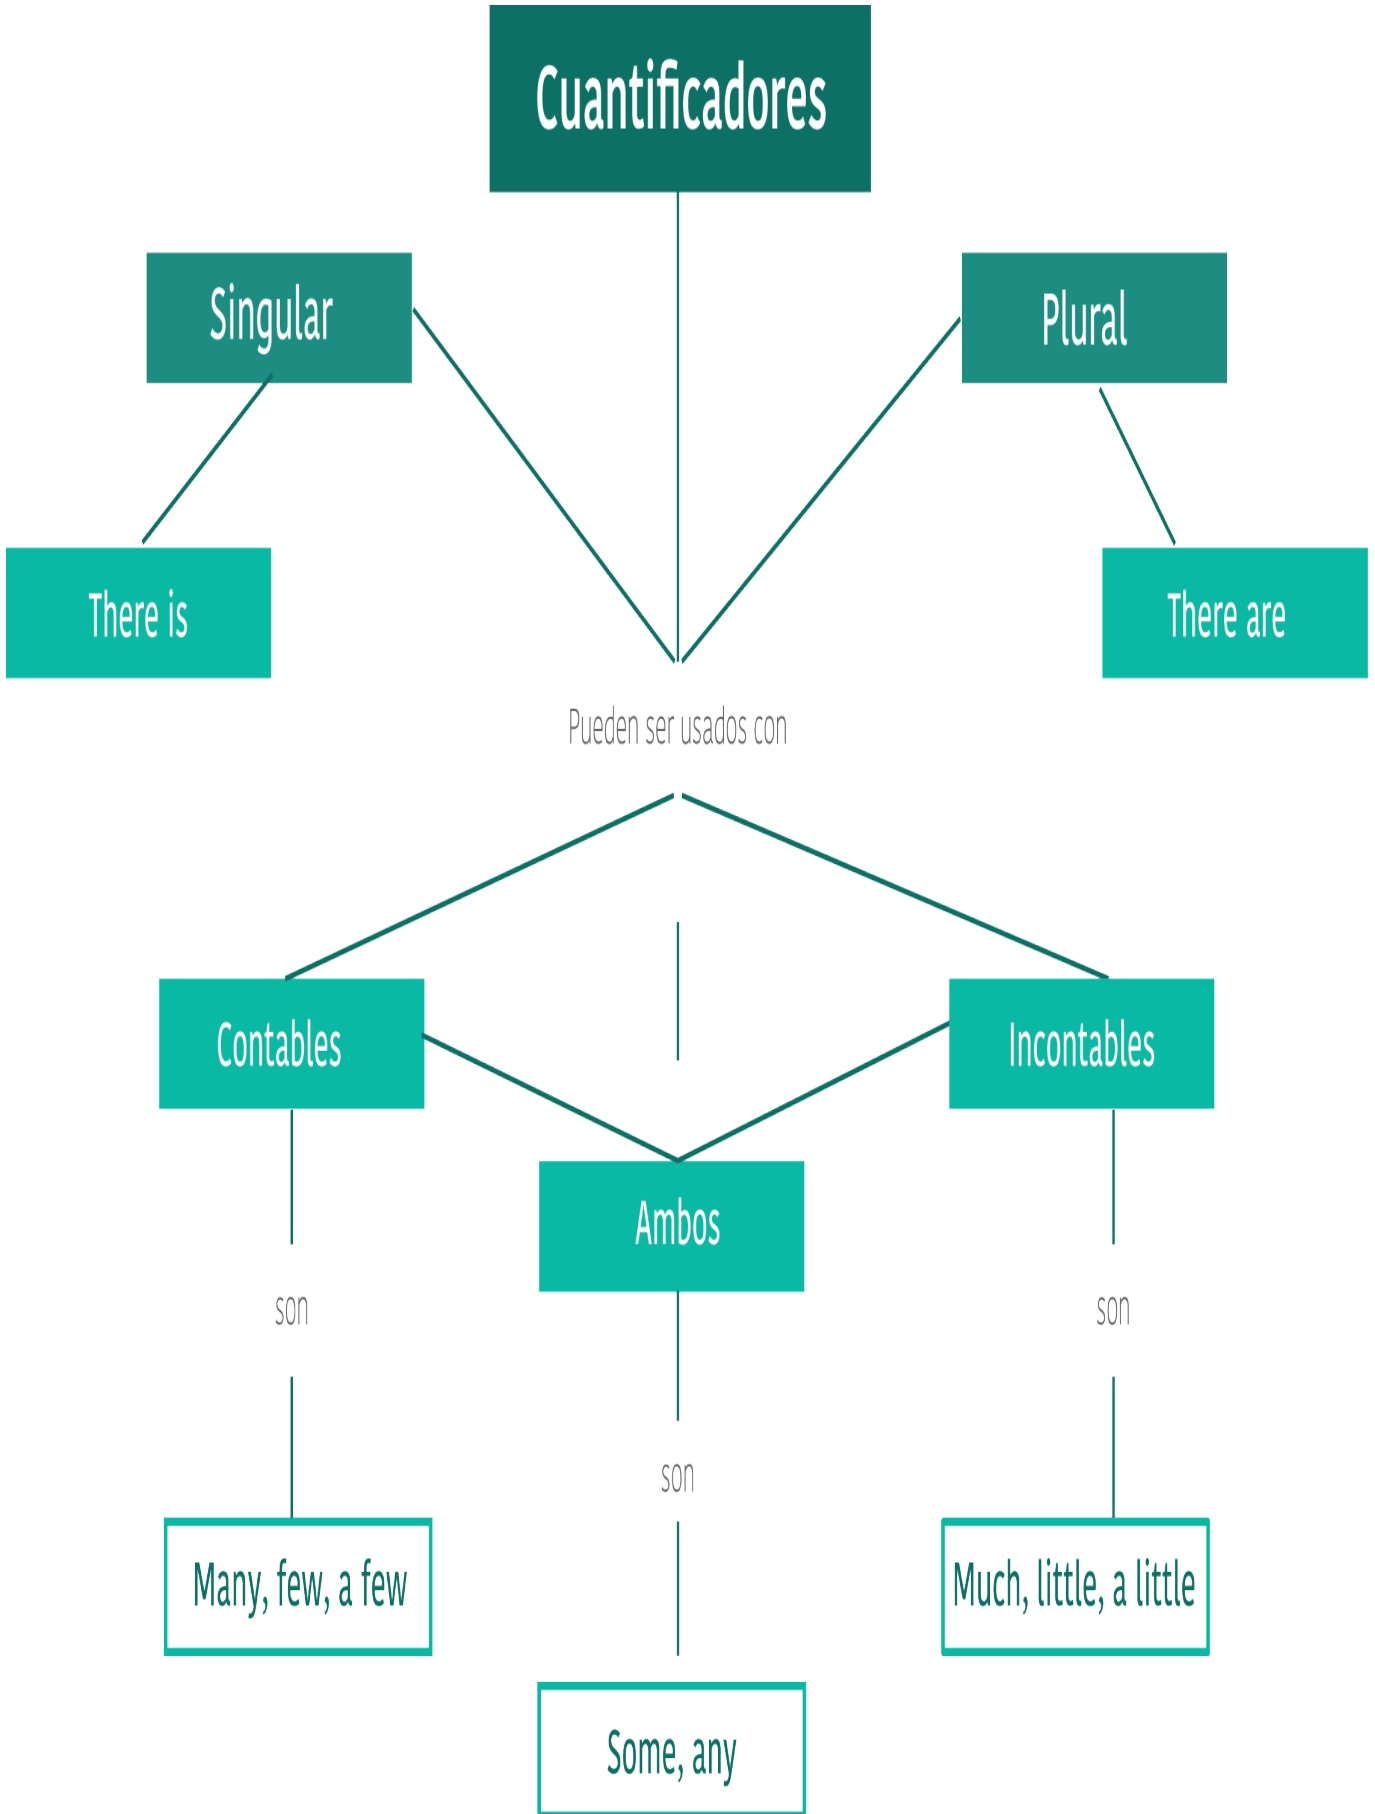 Cuantificadores
Singular
Plural
There is
There are
Pueden ser usados con
Contables
Incontables
Ambos
son
son
son
Many, few, a few
Much, little, a little
Some, any